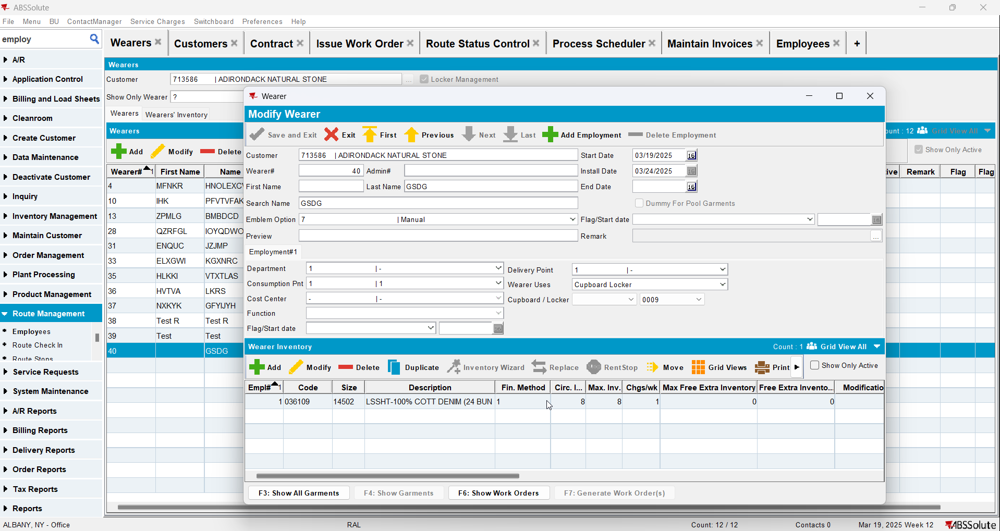 ABSSolute
File Menu BU ContactManager Service Charges Switchboard Preferences Help
employ
Wearers Customers Contract Issue Work Order Route Status Control Process Scheduler Maintain Invoices Employees +
A/R
Application Control
Billing and Load Sheets
Cleanroom
Create Customer
Data Maintenance
Deactivate Customer
Inquiry
Inventory Management
Maintain Customer
Order Management
Plant Processing
Product Management
Route Management
Employees
Route Check In
Route Stops
Service Requests
System Maintenance
A/R Reports
Billing Reports
Delivery Reports
Order Reports
Tax Reports
Reports
Wearers
Customer 713586 | ADIRONDACK NATURAL STONE ... Locker Management
Show Only Wearer ?
Wearers Wearers' Inventory
Wearers
ount : 12 Grid View All
Add Modify Delete
Show Only Active
Wearer# 1 First Name Name
ive Remark Flag Flag
4 MFNKR HNOLEXCV
10 IHK PFVTVFAK
13 ZPMLG BMBDCD
28 QZRFGL IOYQDWO
31 ENQUC JZJMP
33 ELXGWI KGXNRC
35 HLKKI VTXTLAS
36 HVTVA LKRS
37 NXKYK GFYIJYH
38 Test R Test R
39 Test Test
40 GSDG
Wearer
Modify Wearer
Save and Exit Exit First Previous Next Last Add Employment Delete Employment
Customer 713586 | ADIRONDACK NATURAL STONE Start Date 03/19/2025 16
Wearer# 40 Admin# Install Date 03/24/2025 16
First Name Last Name GSDG End Date 16
Search Name GSDG Dummy For Pool Garments
Emblem Option 7 | Manual Flag/Start date 16
Preview Remark ...
Employment#1
Department 1 | - Delivery Point 1 | -
Consumption Pnt 1 | 1 Wearer Uses Cupboard Locker
Cost Center - | - Cupboard / Locker 0009
Function
Flag/Start date 16
Wearer Inventory Count : 1 Grid View All
Add Modify Delete Duplicate Inventory Wizard Replace RentStop Move Grid Views Print Show Only Active
Empl# 1 Code Size Description Fin. Method Circ. I... Max. Inv. Chgs/wk Max Free Extra Inventory Free Extra Invento... Modificatio
1 036109 14502 LSSHT-100% COTT DENIM (24 BUN 1 8 8 1 0 0
F3: Show All Garments F4: Show Garments F6: Show Work Orders F7: Generate Work Order(s)
ALBANY, NY - Office RAL Count: 12 / 12 Contacts 0 Mar 19, 2025 Week 12 ABSSolute